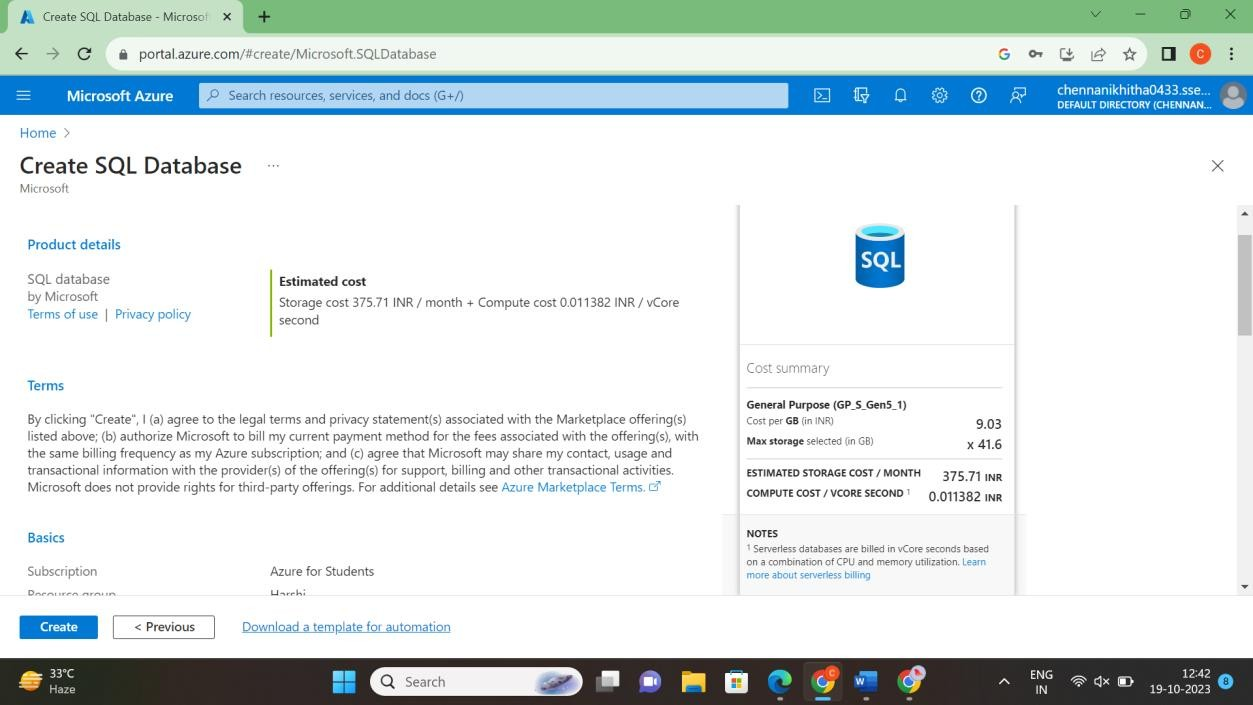 Create SQL Database - Microsof
portal.azure.com/#create/Microsoft.SQLDatabase
G
C
Microsoft Azure
Search resources, services, and docs (G+/)
chennanikhitha0433.sse...
DEFAULT DIRECTORY (CHENNAN...
Home >
Create SQL Database ...
Microsoft
Product details
SQL database
by Microsoft
Terms of use | Privacy policy
Estimated cost
Storage cost 375.71 INR / month + Compute cost 0.011382 INR / vCore
second
Terms
By clicking "Create", I (a) agree to the legal terms and privacy statement(s) associated with the Marketplace offering(s)
listed above; (b) authorize Microsoft to bill my current payment method for the fees associated with the offering(s), with
the same billing frequency as my Azure subscription; and (c) agree that Microsoft may share my contact, usage and
transactional information with the provider(s) of the offering(s) for support, billing and other transactional activities.
Microsoft does not provide rights for third-party offerings. For additional details see Azure Marketplace Terms.
Basics
Subscription Azure for Students
Resource group Harshi
SQL
Cost summary
General Purpose (GP_S_Gen5_1)
Cost per GB (in INR) 9.03
Max storage selected (in GB) x 41.6
ESTIMATED STORAGE COST / MONTH 375.71 INR
COMPUTE COST / VCORE SECOND 1 0.011382 INR
NOTES
1 Serverless databases are billed in vCore seconds based
on a combination of CPU and memory utilization. Learn
more about serverless billing
Create
< Previous
Download a template for automation
33°C
Haze
Search
C
W
ENG
IN
12:42
19-10-2023
8